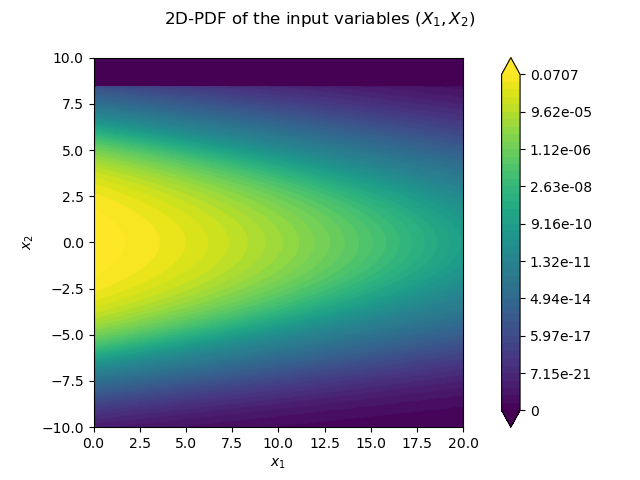 2D-PDF of the input variables (X₁, X₂)
10.0
7.5
5.0
2.5
0.0
−2.5
−5.0
−7.5
−10.0
x₂
0.0 2.5 5.0 7.5 10.0 12.5 15.0 17.5 20.0
x₁
0.0707
9.62e-05
1.12e-06
2.63e-08
9.16e-10
1.32e-11
4.94e-14
5.97e-17
7.15e-21
0